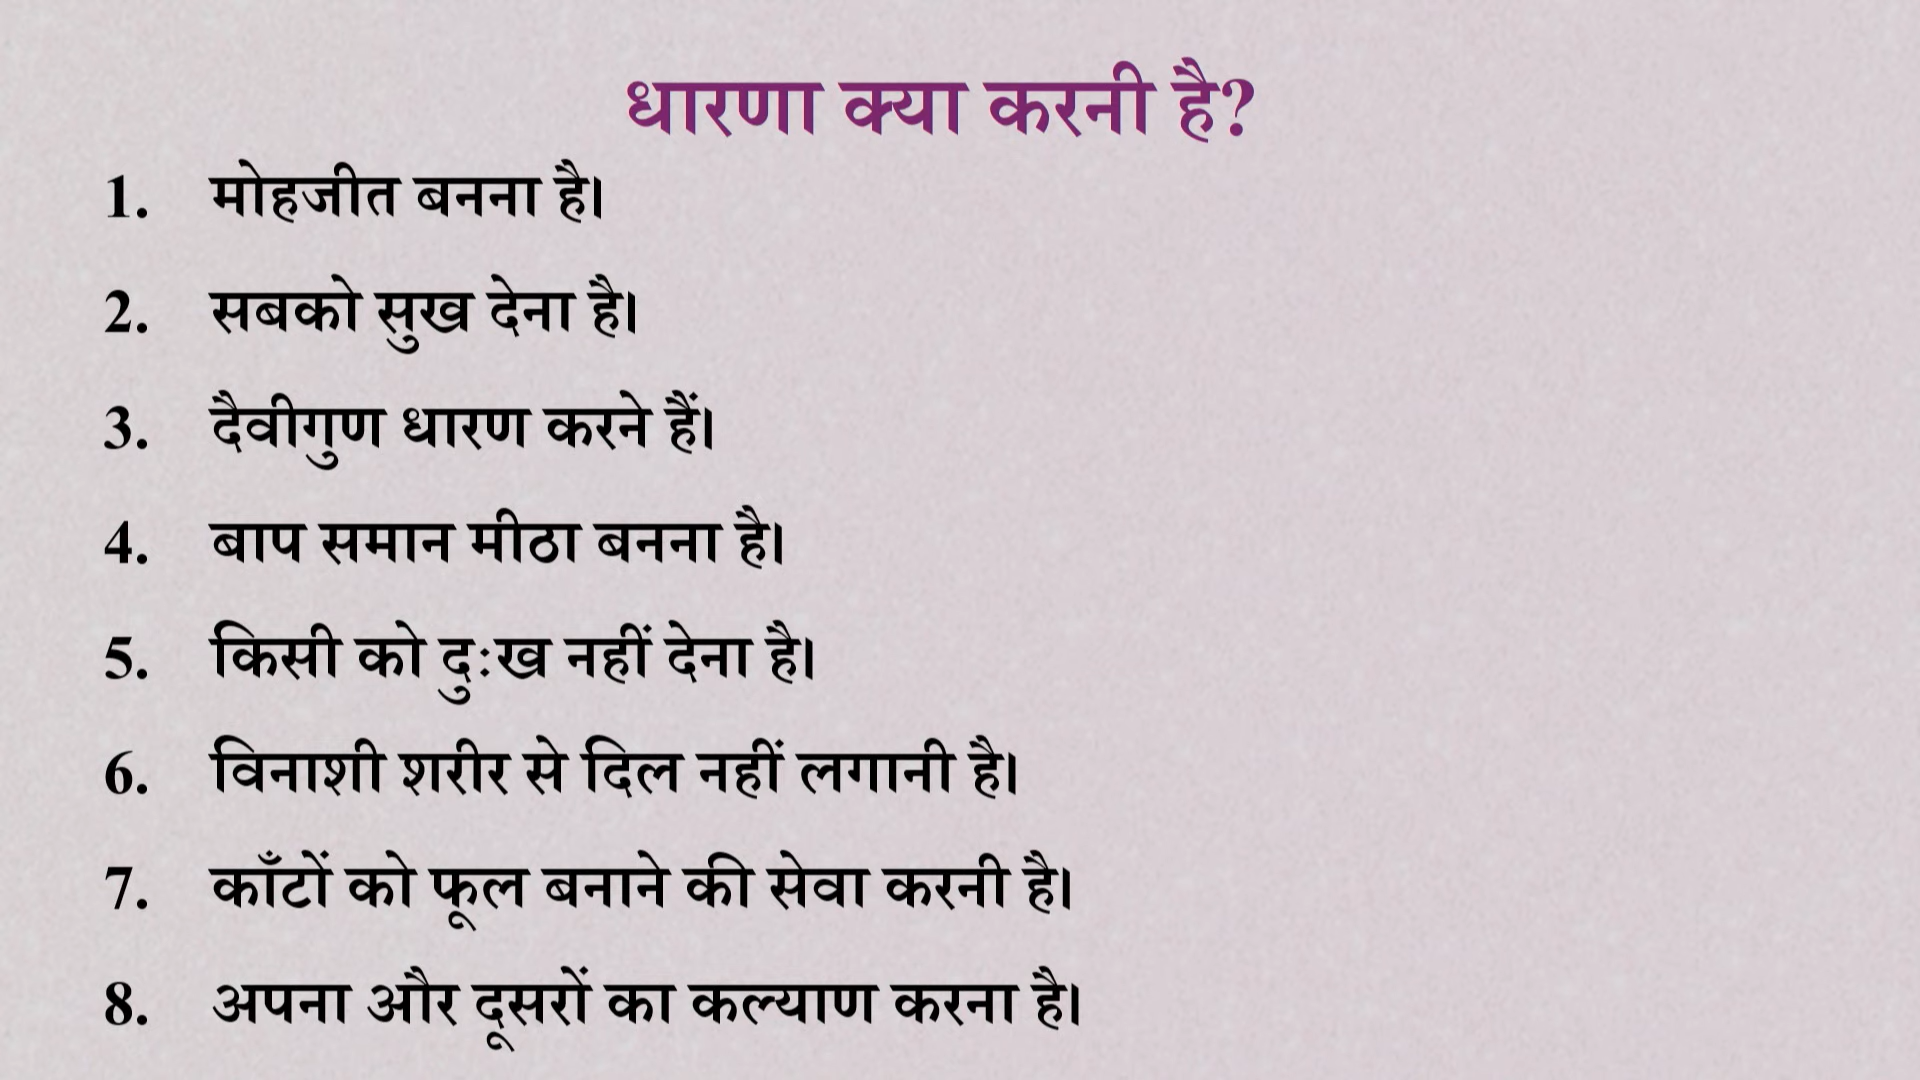 धारणा क्या करनी है?
1. मोहजीत बनना है।
2. सबको सुख देना है।
3. दैवीगुण धारण करने हैं।
4. बाप समान मीठा बनना है।
5. किसी को दुःख नहीं देना है।
6. विनाशी शरीर से दिल नहीं लगानी है।
7. काँटों को फूल बनाने की सेवा करनी है।
8. अपना और दूसरों का कल्याण करना है।